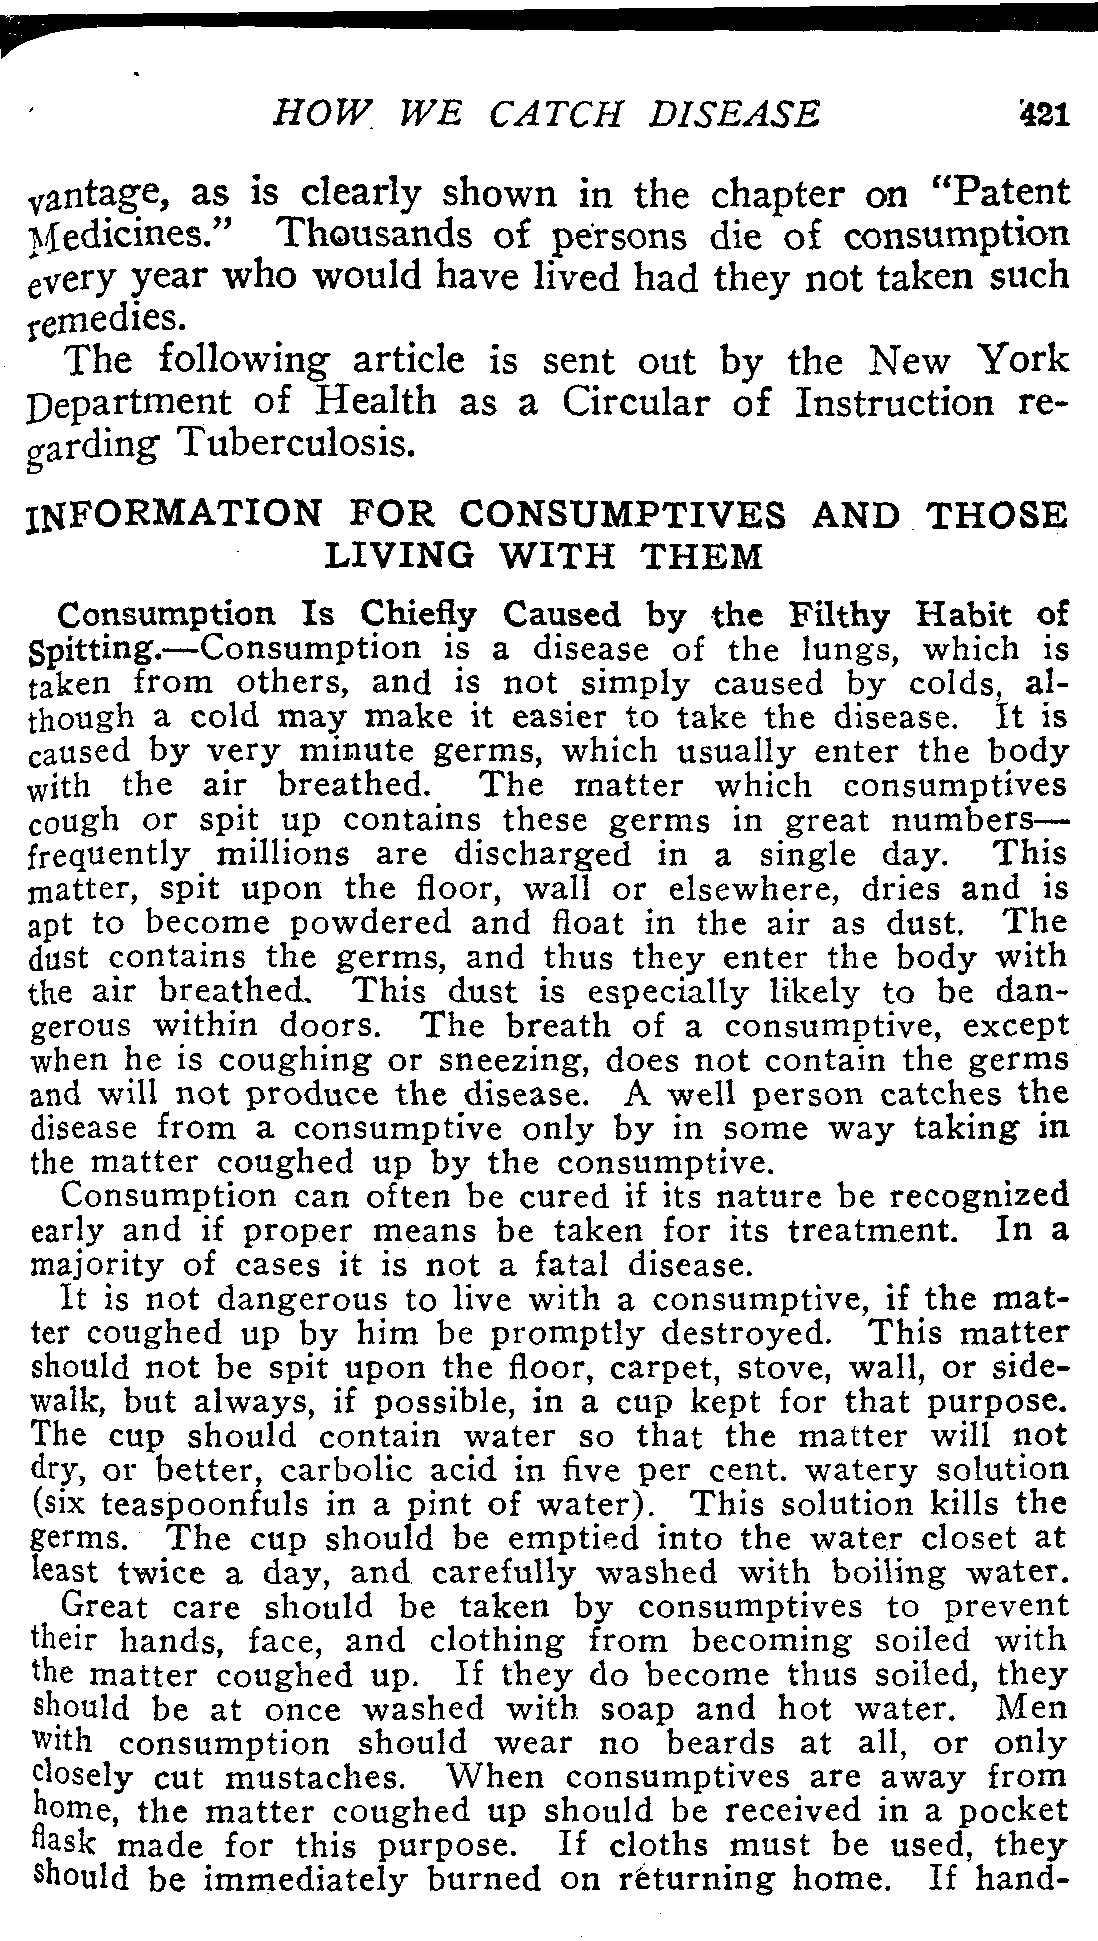 HOW WE CATCH DISEASE 421
vantage, as is clearly shown in the chapter on “Patent
Medicines.” Thousands of persons die of consumption
every year who would have lived had they not taken such
remedies.
The following article is sent out by the New York
Department of Health as a Circular of Instruction re-
garding Tuberculosis.
INFORMATION FOR CONSUMPTIVES AND THOSE
LIVING WITH THEM
Consumption Is Chiefly Caused by the Filthy Habit of
Spitting.—Consumption is a disease of the lungs, which is
taken from others, and is not simply caused by colds, al-
though a cold may make it easier to take the disease. It is
caused by very minute germs, which usually enter the body
with the air breathed. The matter which consumptives
cough or spit up contains these germs in great numbers—
frequently millions are discharged in a single day. This
matter, spit upon the floor, wall or elsewhere, dries and is
apt to become powdered and float in the air as dust. The
dust contains the germs, and thus they enter the body with
the air breathed. This dust is especially likely to be dan-
gerous within doors. The breath of a consumptive, except
when he is coughing or sneezing, does not contain the germs
and will not produce the disease. A well person catches the
disease from a consumptive only by in some way taking in
the matter coughed up by the consumptive.
Consumption can often be cured if its nature be recognized
early and if proper means be taken for its treatment. In a
majority of cases it is not a fatal disease.
It is not dangerous to live with a consumptive, if the mat-
ter coughed up by him be promptly destroyed. This matter
should not be spit upon the floor, carpet, stove, wall, or side-
walk, but always, if possible, in a cup kept for that purpose.
The cup should contain water so that the matter will not
dry, or better, carbolic acid in five per cent. watery solution
(six teaspoonfuls in a pint of water). This solution kills the
germs. The cup should be emptied into the water closet at
least twice a day, and carefully washed with boiling water.
Great care should be taken by consumptives to prevent
their hands, face, and clothing from becoming soiled with
the matter coughed up. If they do become thus soiled, they
should be at once washed with soap and hot water. Men
with consumption should wear no beards at all, or only
closely cut mustaches. When consumptives are away from
home, the matter coughed up should be received in a pocket
flask made for this purpose. If cloths must be used, they
should be immediately burned on returning home. If hand-